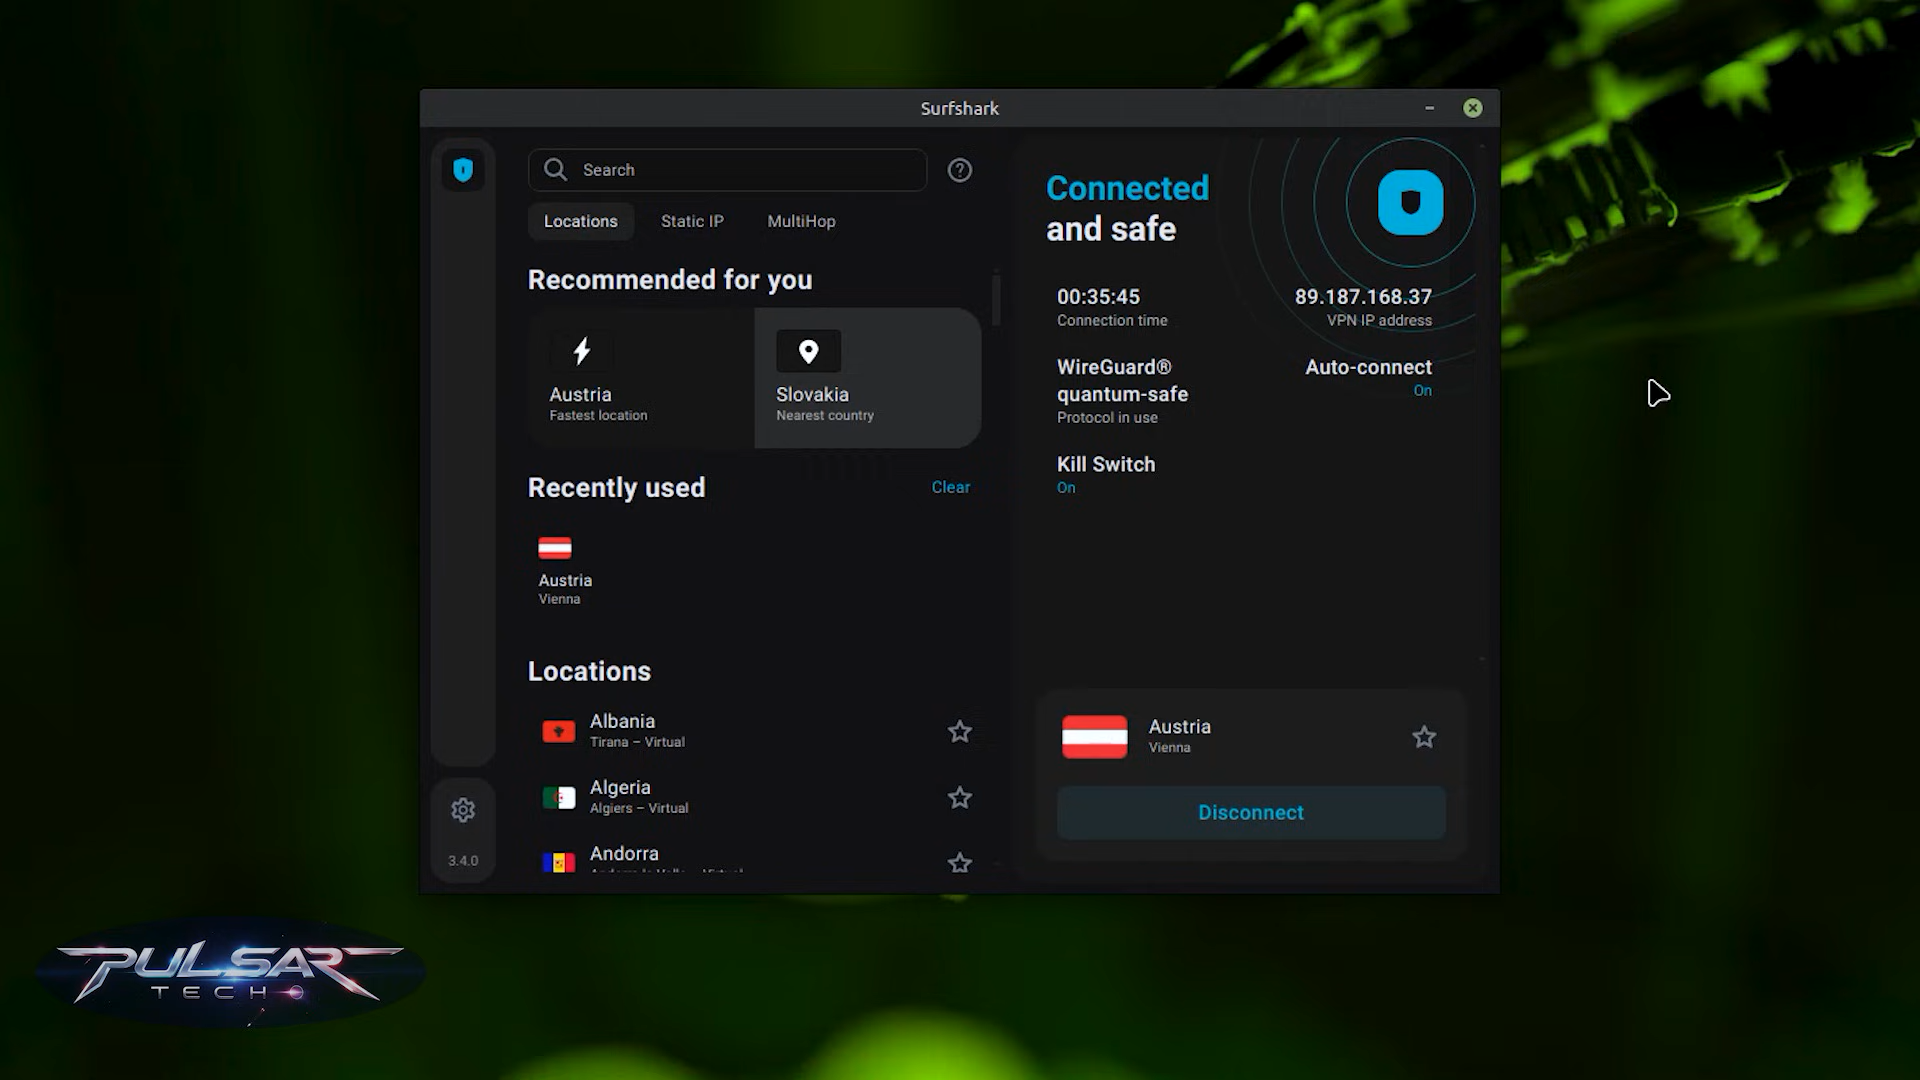 Surfshark
Search
Locations
Static IP
MultiHop
Recommended for you
Austria
Fastest location
Slovakia
Nearest country
Recently used
Clear
Austria
Vienna
Locations
Albania
Tirana – Virtual
Algeria
Algiers – Virtual
Andorra
3.4.0
Connected
and safe
00:35:45
Connection time
89.187.168.37
VPN IP address
WireGuard®
quantum-safe
Protocol in use
Auto-connect
On
Kill Switch
On
Austria
Vienna
Disconnect
PULSAR
TECH